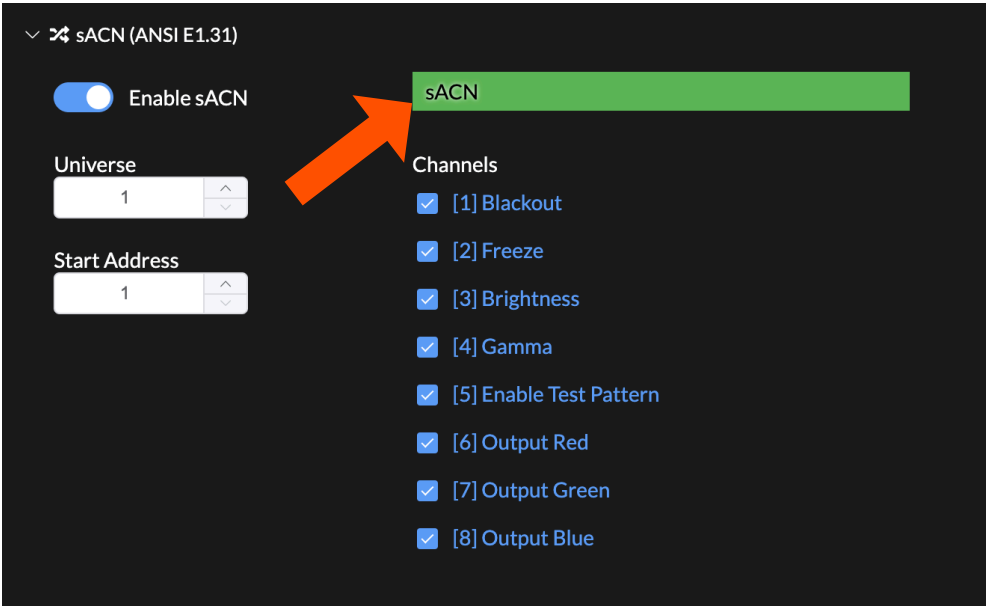 sACN (ANSI E1.31)
Enable sACN
sACN
Universe
1
Start Address
1
Channels
[1] Blackout
[2] Freeze
[3] Brightness
[4] Gamma
[5] Enable Test Pattern
[6] Output Red
[7] Output Green
[8] Output Blue